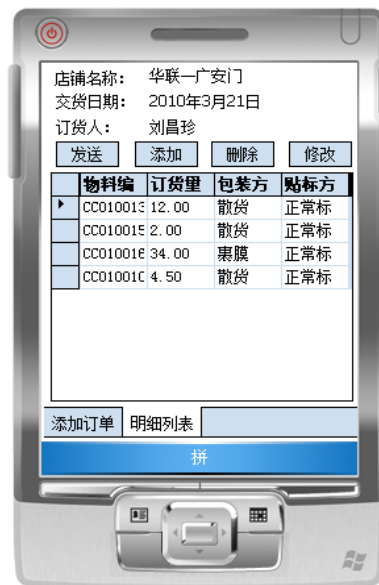 店铺名称： 华联一广安门
交货日期： 2010年3月21日
订货人： 刘昌珍
发送 添加 删除 修改
物料编 订货量 包装方 贴标方
CC010013 12.00 散货 正常标
CC010015 2.00 散货 正常标
CC010016 34.00 裹膜 正常标
CC01001C 4.50 散货 正常标
添加订单 明细列表
拼